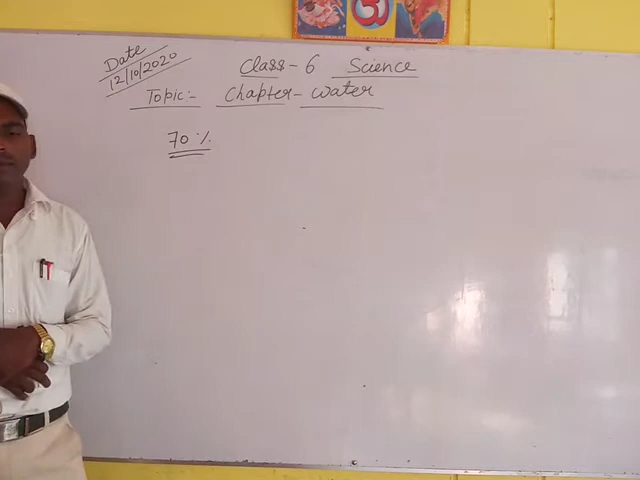 Date
12/10/2020
Class - 6 Science
Topic:- Chapter - Water
70%
ॐ